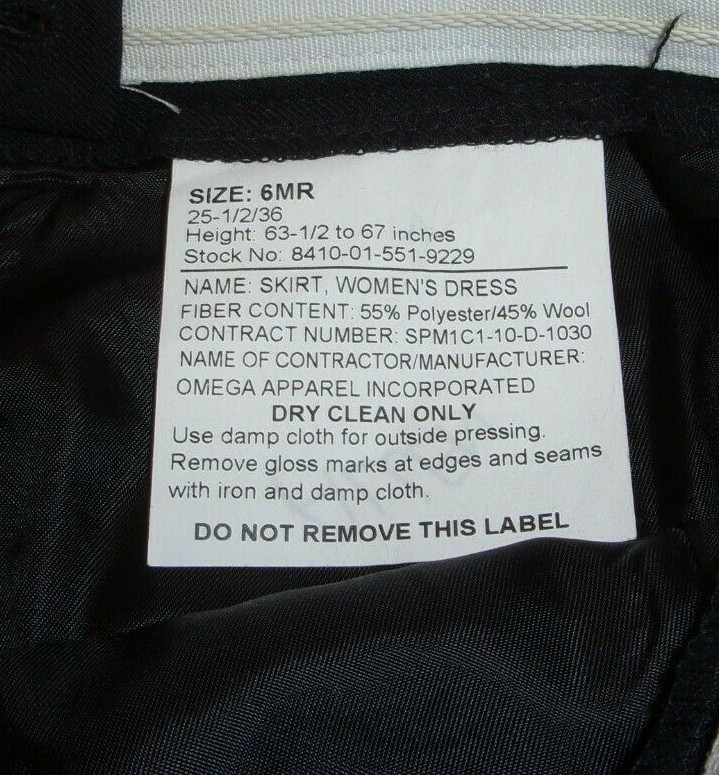 SIZE: 6MR
25-1/2/36
Height: 63-1/2 to 67 inches
Stock No: 8410-01-551-9229
NAME: SKIRT, WOMEN'S DRESS
FIBER CONTENT: 55% Polyester/45% Wool
CONTRACT NUMBER: SPM1C1-10-D-1030
NAME OF CONTRACTOR/MANUFACTURER:
OMEGA APPAREL INCORPORATED
DRY CLEAN ONLY
Use damp cloth for outside pressing.
Remove gloss marks at edges and seams
with iron and damp cloth.
DO NOT REMOVE THIS LABEL